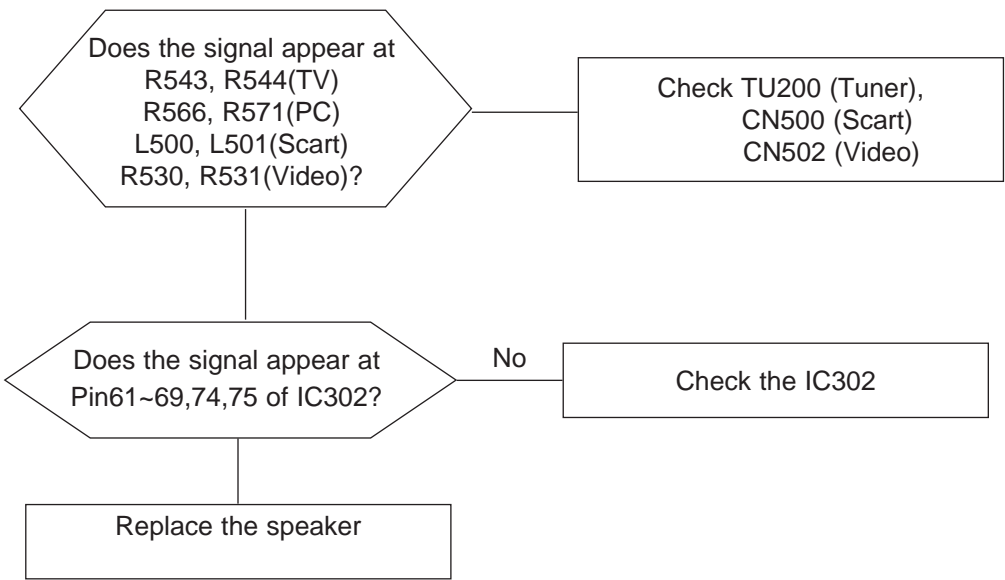 Does the signal appear at
R543, R544(TV)
R566, R571(PC)
L500, L501(Scart)
R530, R531(Video)?
Check TU200 (Tuner),
CN500 (Scart)
CN502 (Video)
Does the signal appear at
Pin61~69,74,75 of IC302?
No
Check the IC302
Replace the speaker